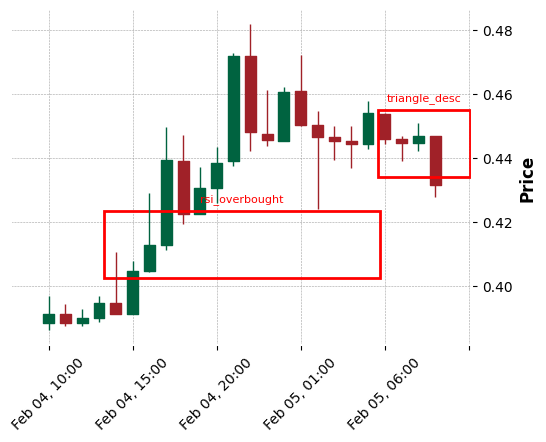 0.48
0.46
triangle_desc
0.44
Price
0.42
rsi_overbought
0.40
Feb 04, 10:00
Feb 04, 15:00
Feb 04, 20:00
Feb 05, 01:00
Feb 05, 06:00